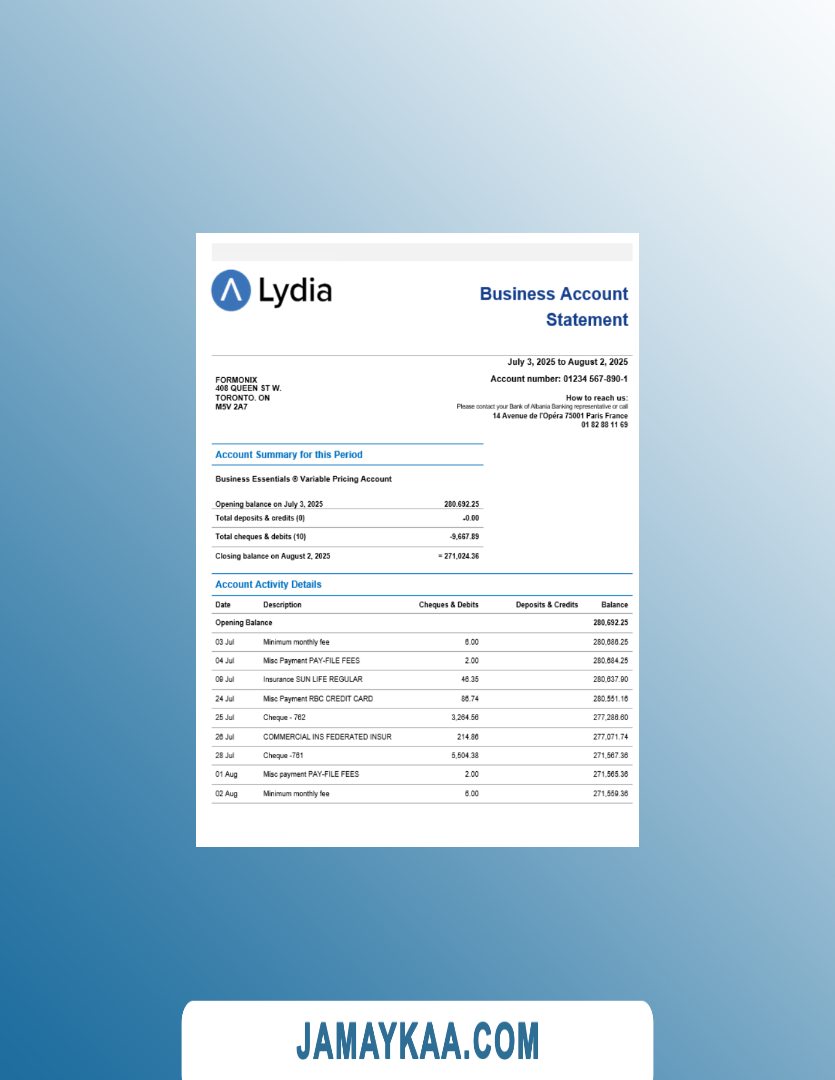 Lydia
Business Account
Statement
July 3, 2025 to August 2, 2025
Account number: 01234 567-890-1
FORMONIX
408 QUEEN ST W.
TORONTO. ON
M5V 2A7
How to reach us:
Please contact your Bank of Albania Banking representative or call
14 Avenue de l'Opéra 75001 Paris France
01 82 88 11 69
Account Summary for this Period
Business Essentials ® Variable Pricing Account
Opening balance on July 3, 2025 280,692.25
Total deposits & credits (0) -0.00
Total cheques & debits (10) -9,667.89
Closing balance on August 2, 2025 = 271,024.36
Account Activity Details
Date Description Cheques & Debits Deposits & Credits Balance
Opening Balance 280,692.25
03 Jul Minimum monthly fee 6.00 280,686.25
04 Jul Misc Payment PAY-FILE FEES 2.00 280,684.25
09 Jul Insurance SUN LIFE REGULAR 46.35 280,637.90
24 Jul Misc Payment RBC CREDIT CARD 86.74 280,551.16
25 Jul Cheque - 762 3,264.56 277,286.60
26 Jul COMMERCIAL INS FEDERATED INSUR 214.86 277,071.74
28 Jul Cheque -761 5,504.38 271,567.36
01 Aug Misc payment PAY-FILE FEES 2.00 271,565.36
02 Aug Minimum monthly fee 6.00 271,559.36
JAMAYKAA.COM